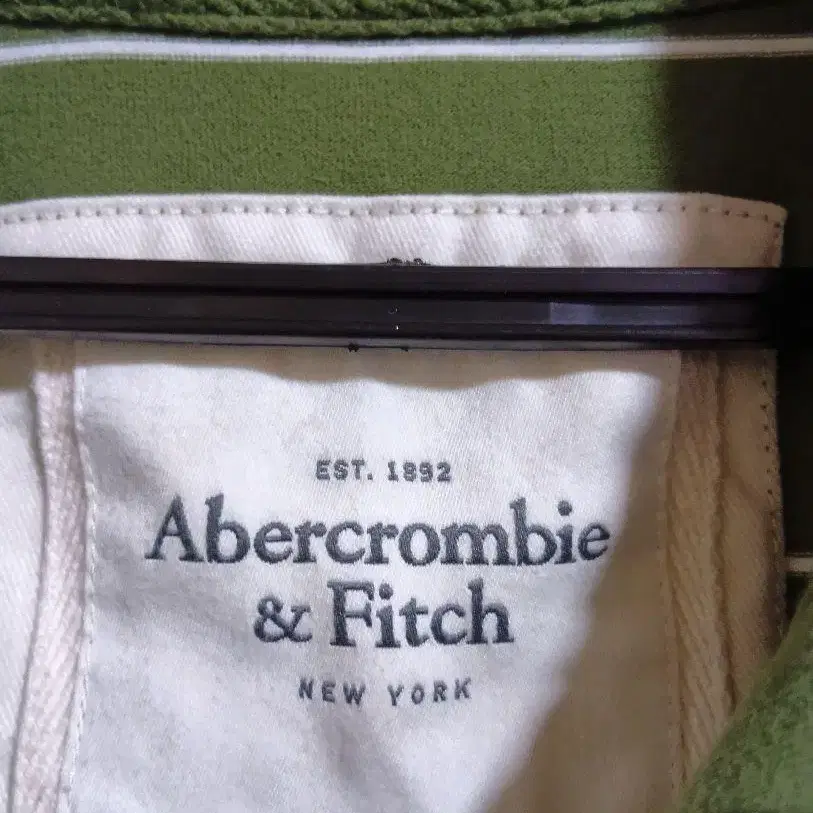 EST. 1892
Abercrombie
& Fitch
NEW YORK